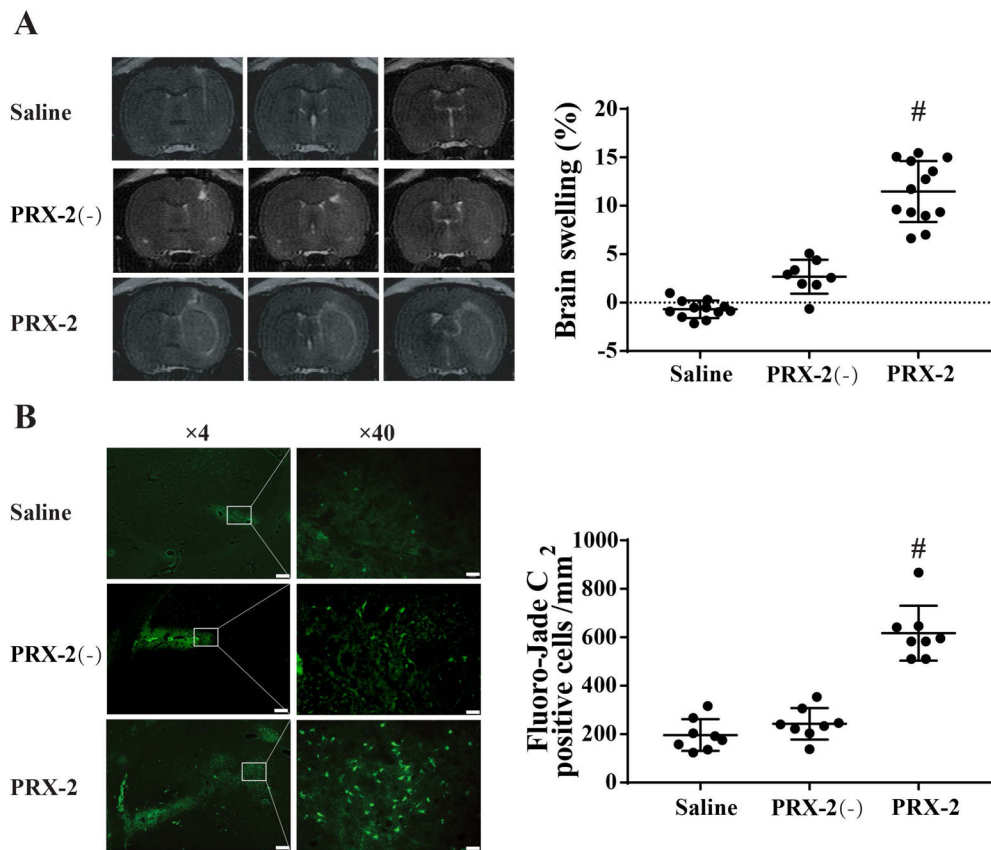 A
Saline
PRX-2(-)
PRX-2
Brain swelling (%)
20
15
10
5
0
-5
#
Saline PRX-2(-) PRX-2
B
×4 ×40
Saline
PRX-2(-)
PRX-2
Fluoro-Jade C
positive cells /mm2
1000
800
600
400
200
0
#
Saline PRX-2(-) PRX-2